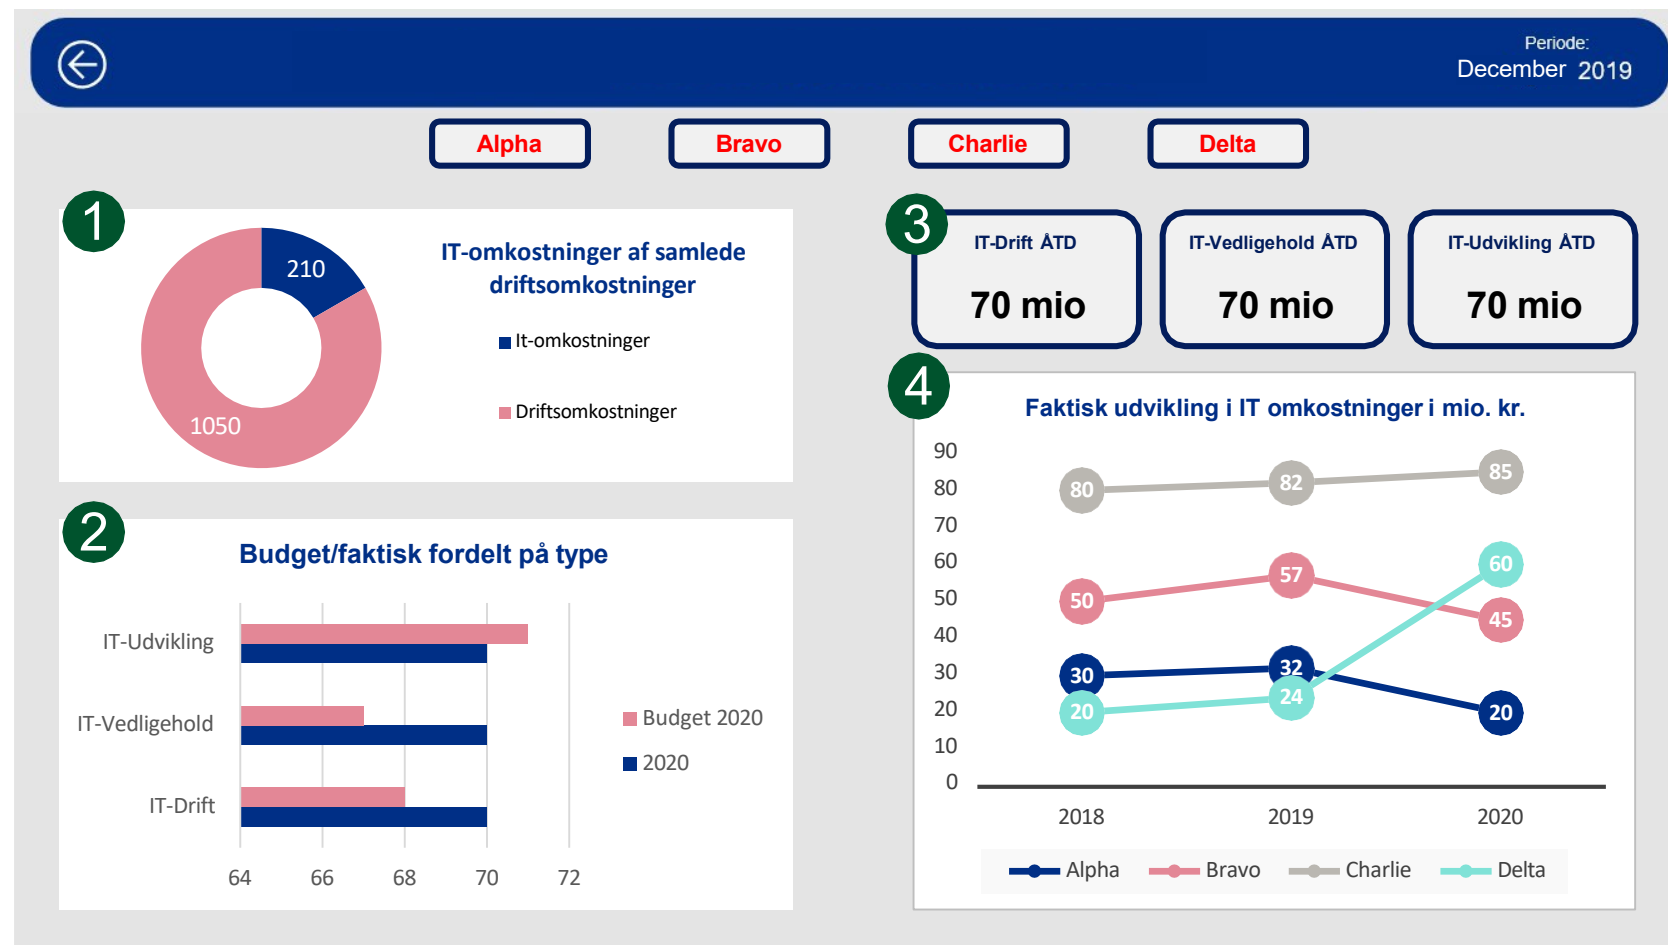 Periode:
December 2019
Alpha
Bravo
Charlie
Delta
1
210
1050
IT-omkostninger af samlede
driftsomkostninger
It-omkostninger
Driftsomkostninger
2
Budget/faktisk fordelt på type
IT-Udvikling
IT-Vedligehold
IT-Drift
64 66 68 70 72
Budget 2020
2020
3
IT-Drift ÅTD
70 mio
IT-Vedligehold ÅTD
70 mio
IT-Udvikling ÅTD
70 mio
4
Faktisk udvikling i IT omkostninger i mio. kr.
90
80
70
60
50
40
30
20
10
0
80 82 85
50 57 45
30 32 20
20 24 60
2018 2019 2020
Alpha Bravo Charlie Delta